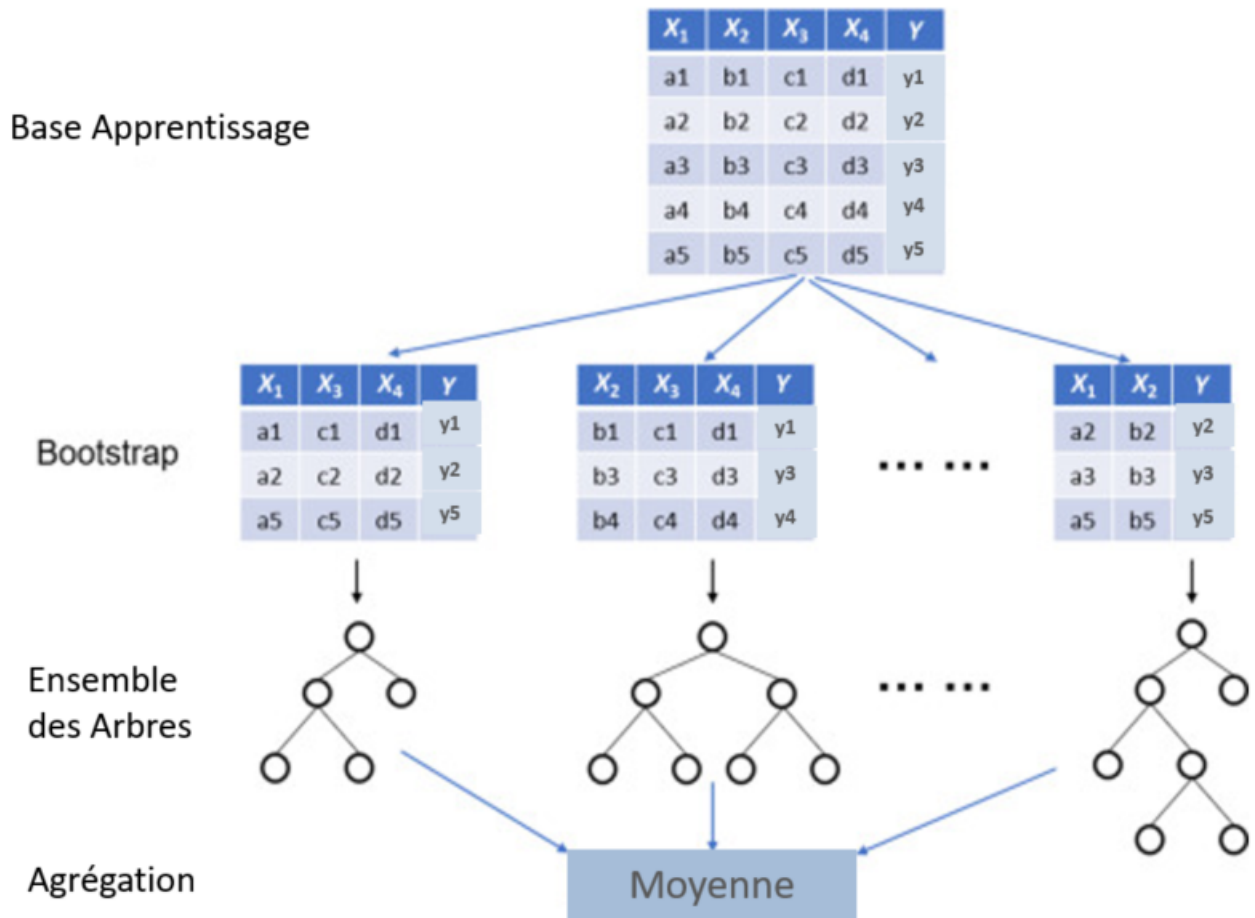 X1 X2 X3 X4 Y
a1 b1 c1 d1 y1
Base Apprentissage
a2 b2 c2 d2 y2
a3 b3 c3 d3 y3
a4 b4 c4 d4 y4
a5 b5 c5 d5 y5
X1 X3 X4 Y
a1 c1 d1 y1
a2 c2 d2 y2
a5 c5 d5 y5
X2 X3 X4 Y
b1 c1 d1 y1
b3 c3 d3 y3
b4 c4 d4 y4
X1 X2 Y
a2 b2 y2
a3 b3 y3
a5 b5 y5
Bootstrap
... ...
Ensemble
des Arbres
... ...
Agrégation
Moyenne